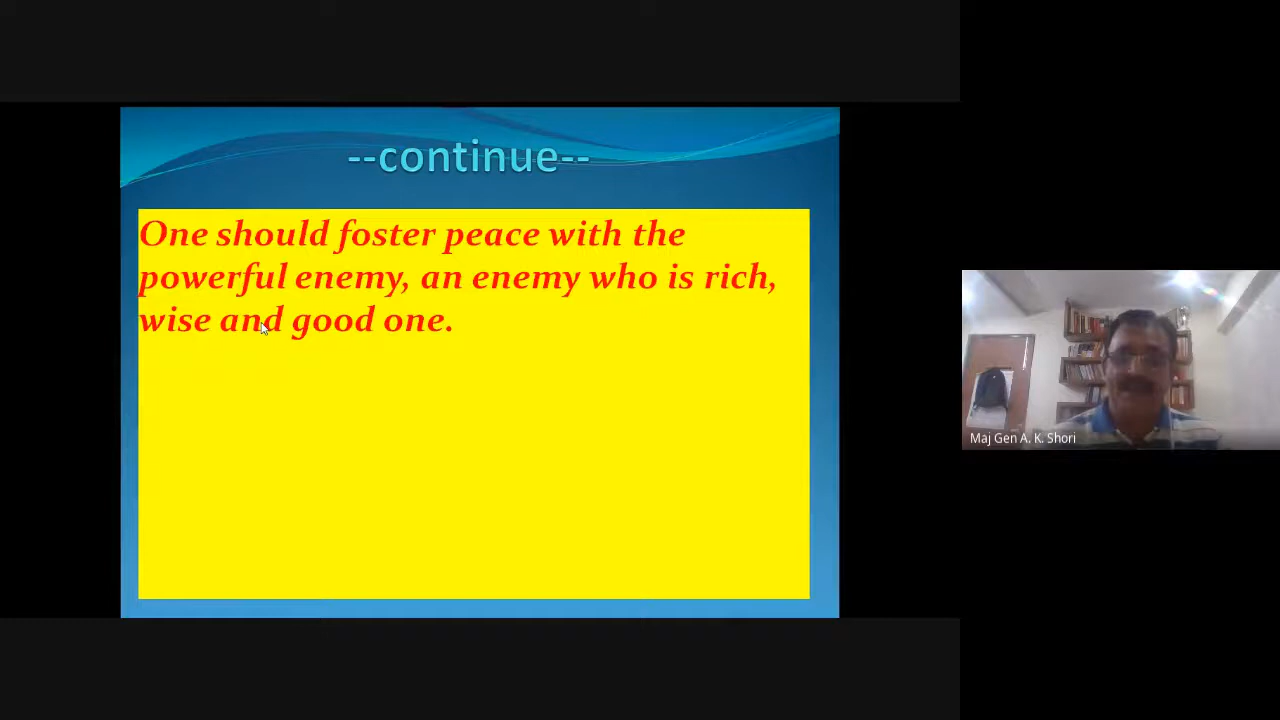 --continue--
One should foster peace with the
powerful enemy, an enemy who is rich,
wise and good one.
Maj Gen A. K. Shori